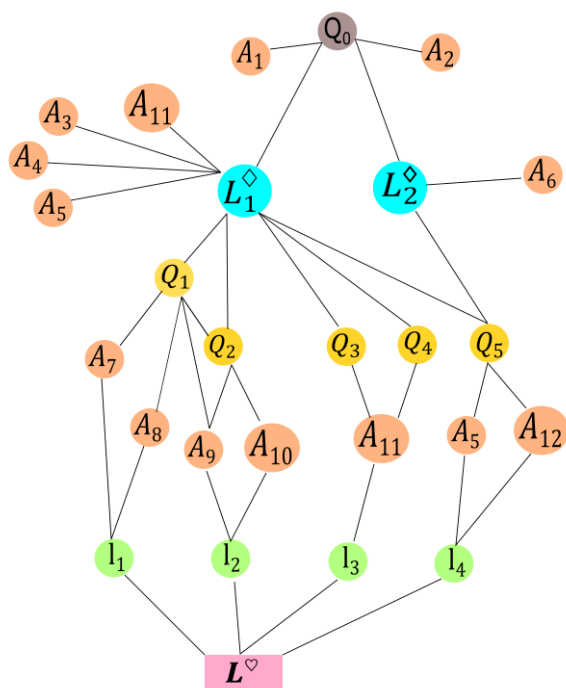 Q₀
A₁
A₂
A₃
A₁₁
A₄
A₅
L₁◇
L₂◇
A₆
Q₁
Q₂
Q₃
Q₄
Q₅
A₇
A₈
A₉
A₁₀
A₁₁
A₅
A₁₂
l₁
l₂
l₃
l₄
L♡